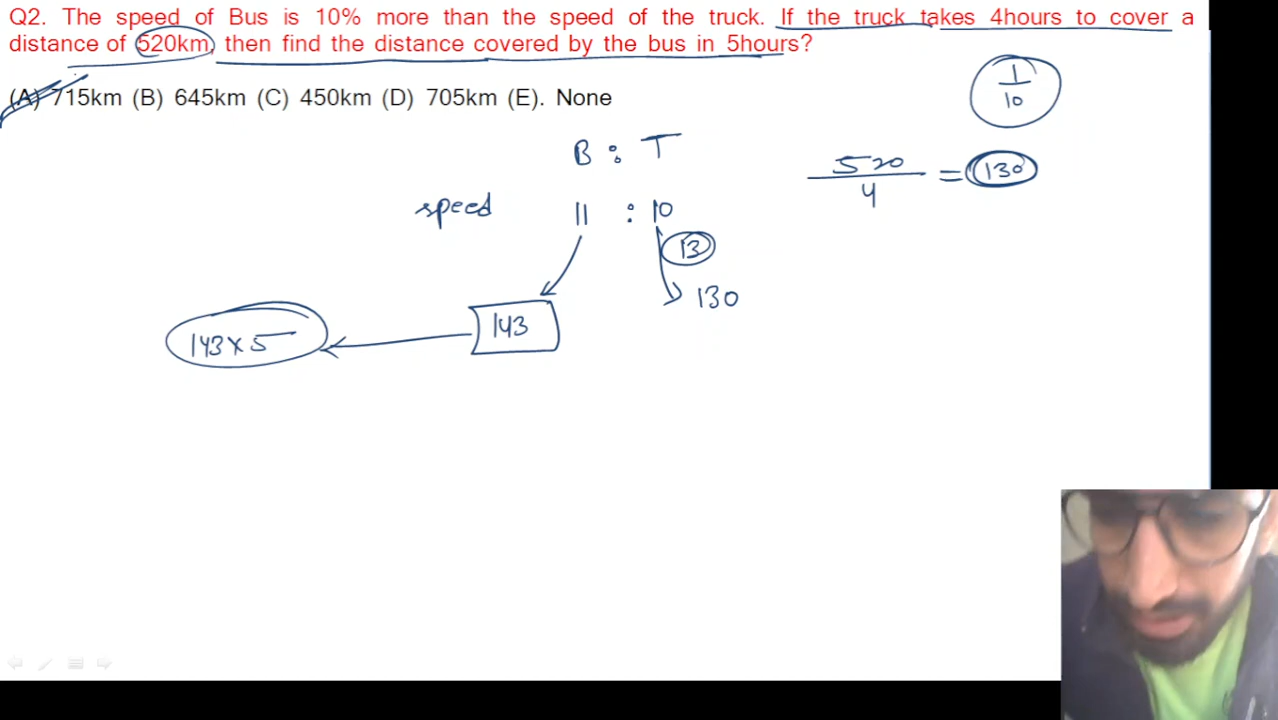 Q2. The speed of Bus is 10% more than the speed of the truck. If the truck takes 4hours to cover a
distance of 520km, then find the distance covered by the bus in 5hours?
(A) 715km (B) 645km (C) 450km (D) 705km (E). None
1
10
B : T
520
4
= 130
speed 11 : 10
13
130
143
143 x 5